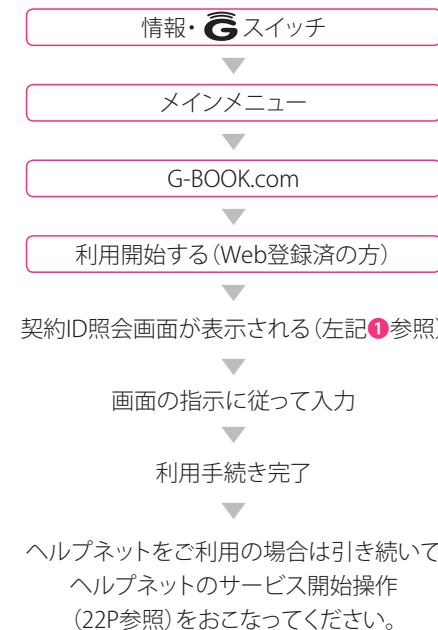 情報・Gスイッチ
メインメニュー
G-BOOK.com
利用開始する（Web登録済の方）
契約ID照会画面が表示される（左記❶参照）
画面の指示に従って入力
利用手続き完了
ヘルプネットをご利用の場合は引き続いて
ヘルプネットのサービス開始操作
（22P参照）をおこなってください。